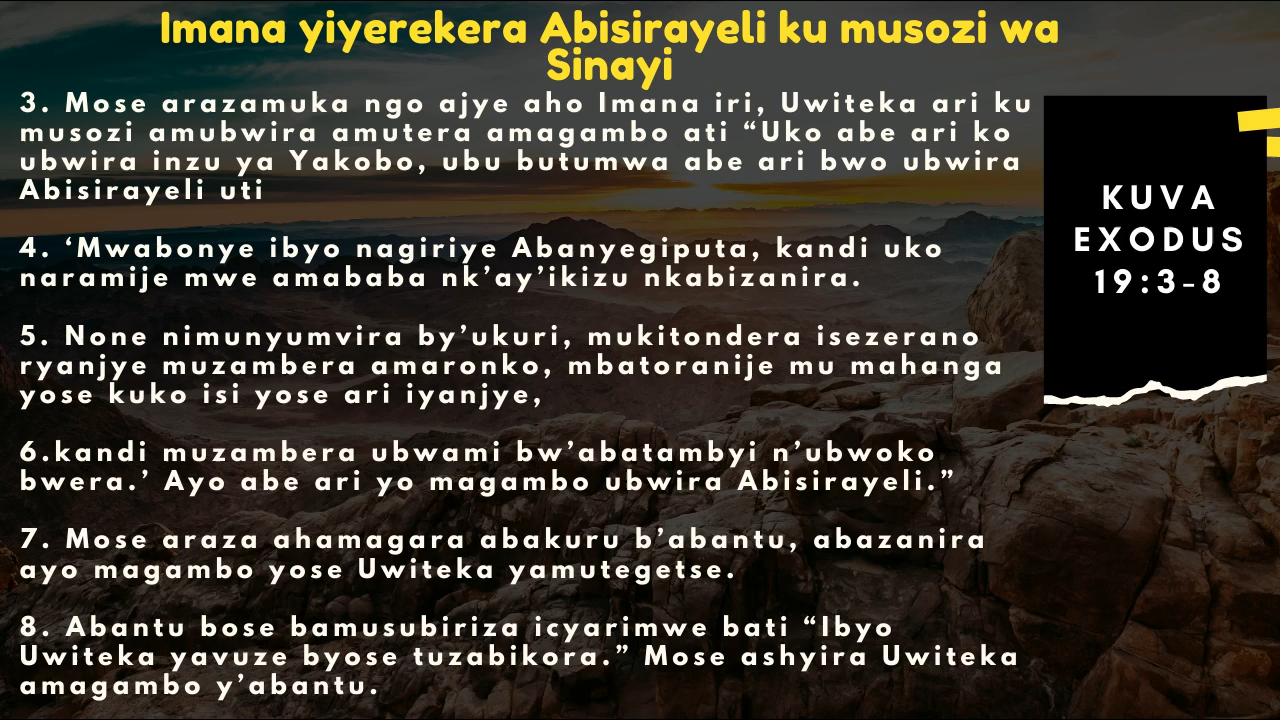 Imana yiyerekera Abisirayeli ku musozi wa
Sinayi
3. Mose arazamuka ngo ajye aho Imana iri, Uwiteka ari ku
musozi amubwira amutera amagambo ati “Uko abe ari ko
ubwira inzu ya Yakobo, ubu butumwa abe ari bwo ubwira
Abisirayeli uti
4. ‘Mwabonye ibyo nagiriye Abanyegiputa, kandi uko
naramije mwe amababa nk’ay’ikizu nkabizanira.
5. None nimunyumvira by’ukuri, mukitondera isezerano
ryanjye muzambera amaronko, mbatoranije mu mahanga
yose kuko isi yose ari iyanjye,
6.kandi muzambera ubwami bw’abatambyi n’ubwoko
bwera.’ Ayo abe ari yo magambo ubwira Abisirayeli.”
7. Mose araza ahamagara abakuru b’abantu, abazanira
ayo magambo yose Uwiteka yamutegetse.
8. Abantu bose bamusubiriza icyarimwe bati “Ibyo
Uwiteka yavuze byose tuzabikora.” Mose ashyira Uwiteka
amagambo y’abantu.
KUVA
EXODUS
19:3-8